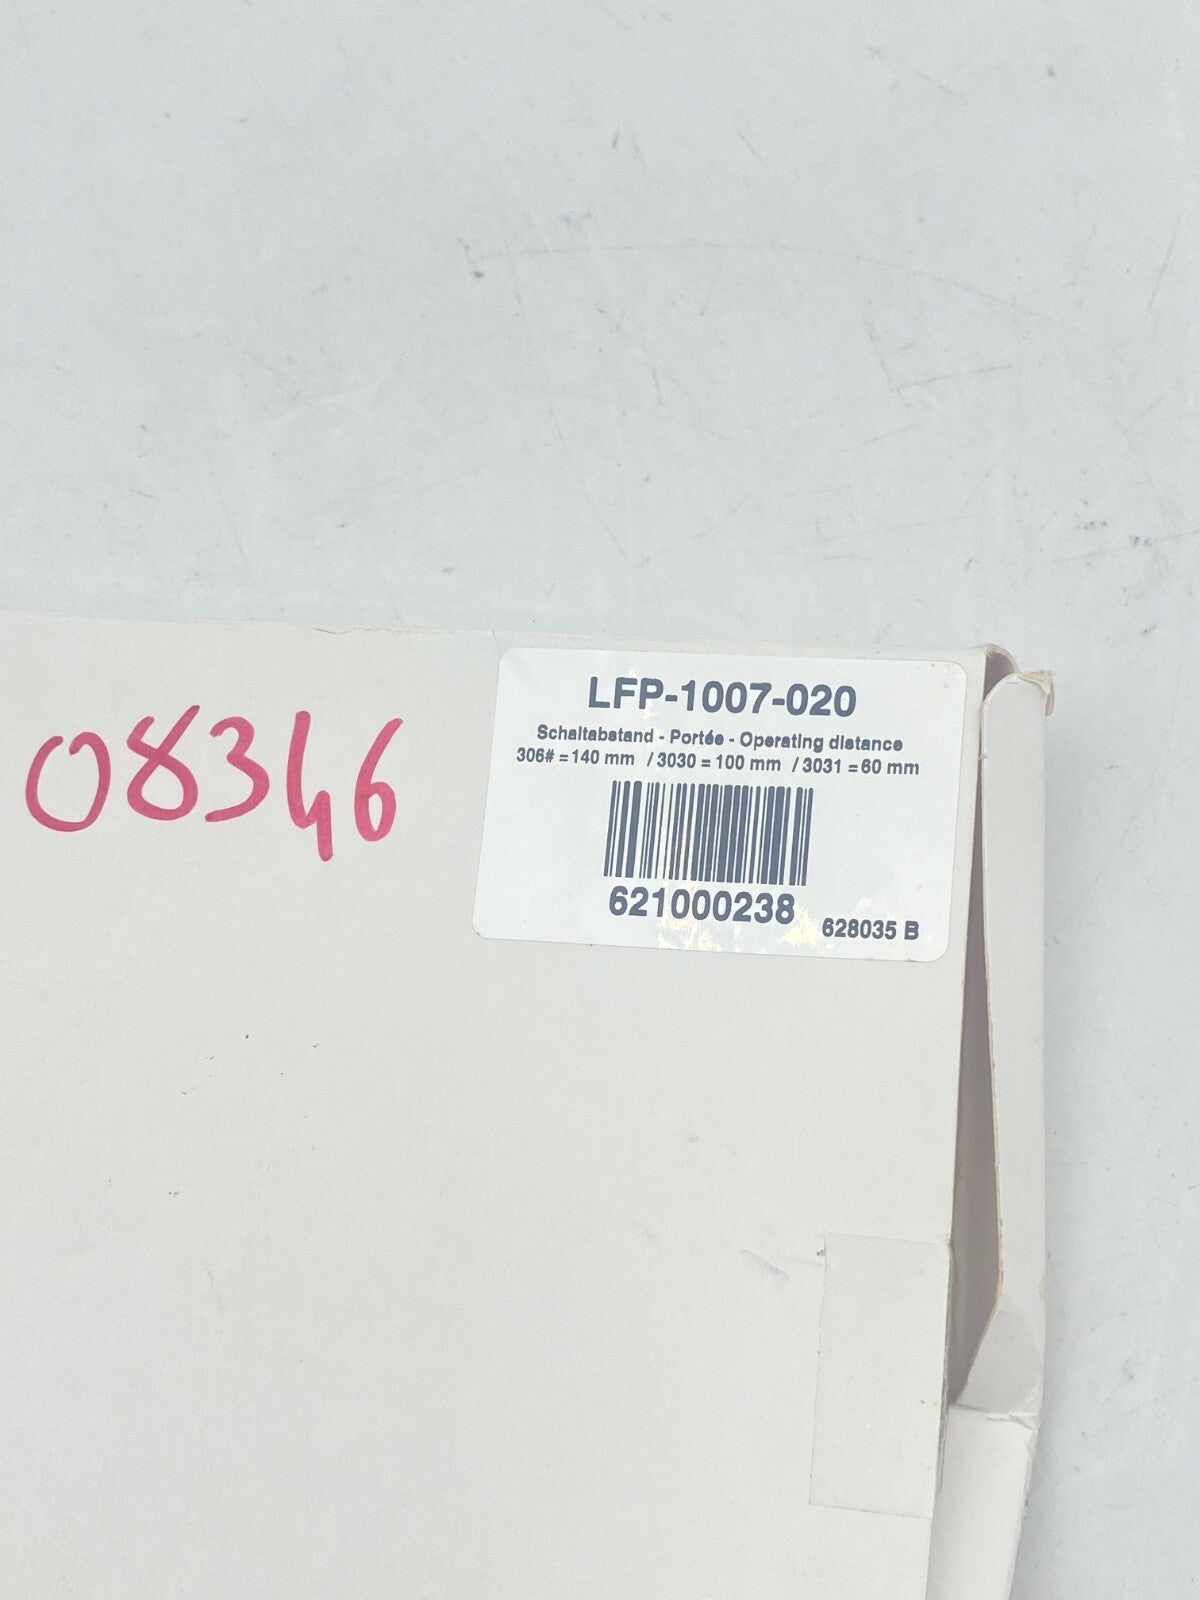 08346
LFP-1007-020
Schaltabstand - Portée - Operating distance
306# = 140 mm / 3030 = 100 mm / 3031 = 60 mm
621000238
628035 B